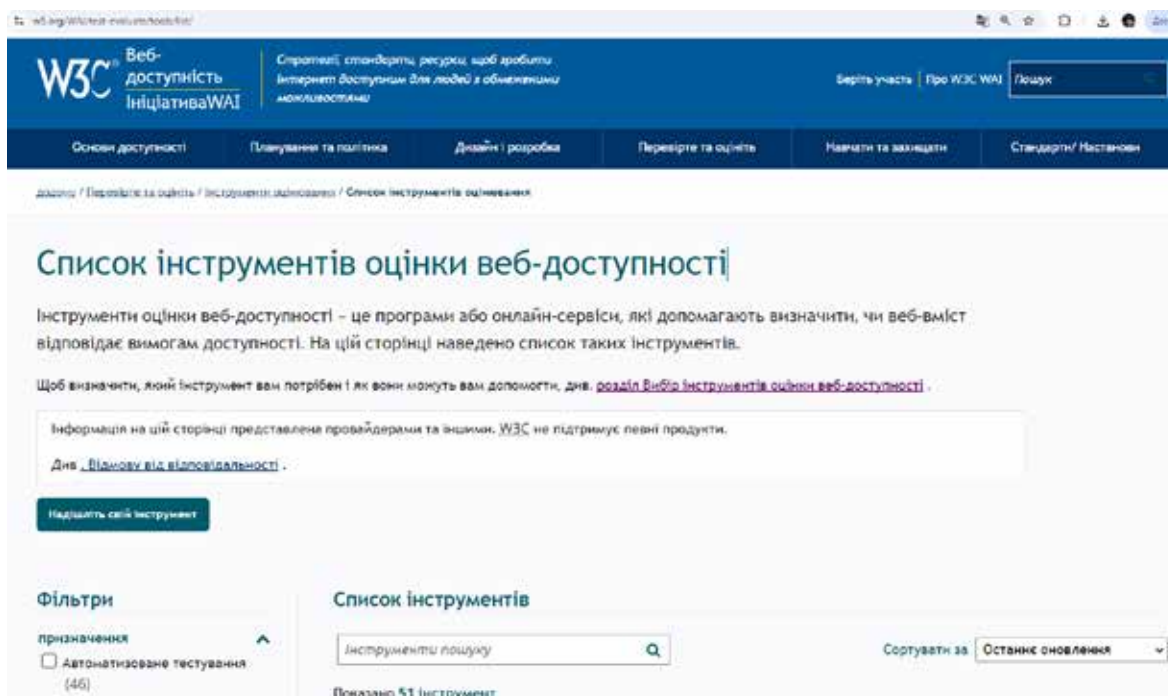 W3C® Веб-
доступність
ІніціативаWAI
Стратегії, стандарти, ресурси, щоб зробити
Інтернет доступним для людей з обмеженими
можливостями
Беріть участь Про W3C WAI Пошук
Основи доступності Планування та політика Дизайн і розробка Перевірте та оцініть Навчати та захищати Стандарти/ Настанови
додому / Перевірте та оцініть / Інструменти оцінювання / Список інструментів оцінювання
Список інструментів оцінки веб-доступності
Інструменти оцінки веб-доступності – це програми або онлайн-сервіси, які допомагають визначити, чи веб-вміст
відповідає вимогам доступності. На цій сторінці наведено список таких інструментів.
Щоб визначити, який інструмент вам потрібен і як вони можуть вам допомогти, див. розділ Вибір інструментів оцінки веб-доступності .
Інформація на цій сторінці представлена провайдерами та іншими. W3C не підтримує певні продукти.
Див . Відмову від відповідальності .
Надішліть свій інструмент
Фільтри
Список інструментів
призначення
Інструменти пошуку
Сортувати за Останнє оновлення
Автоматизоване тестування
(46)
Показано 51 інструмент